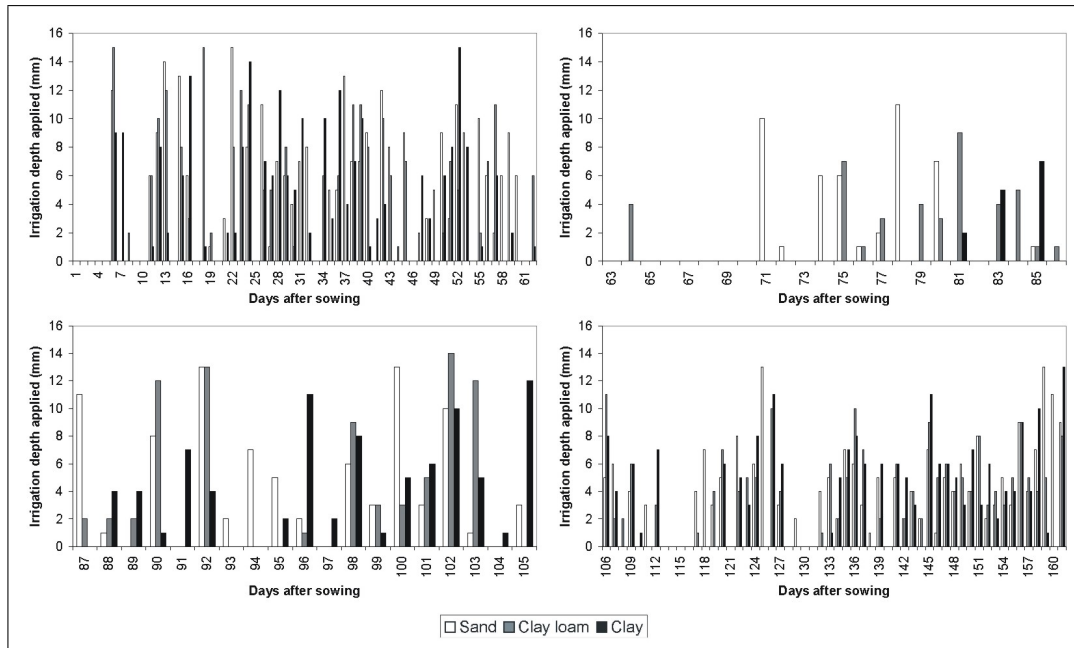 Irrigation depth applied (mm)
16
14
12
10
8
6
4
2
0
1 4 7 10 13 16 19 22 25 28 31 34 37 40 43 46 49 52 55 58 61
Days after sowing
Irrigation depth applied (mm)
16
14
12
10
8
6
4
2
0
63 65 67 69 71 73 75 77 79 81 83 85
Days after sowing
Irrigation depth applied (mm)
16
14
12
10
8
6
4
2
0
87 88 89 90 91 92 93 94 95 96 97 98 99 100 101 102 103 104 105
Days after sowing
Irrigation depth applied (mm)
16
14
12
10
8
6
4
2
0
106 109 112 115 118 121 124 127 130 133 136 139 142 145 148 151 154 157 160
Days after sowing
Sand Clay loam Clay